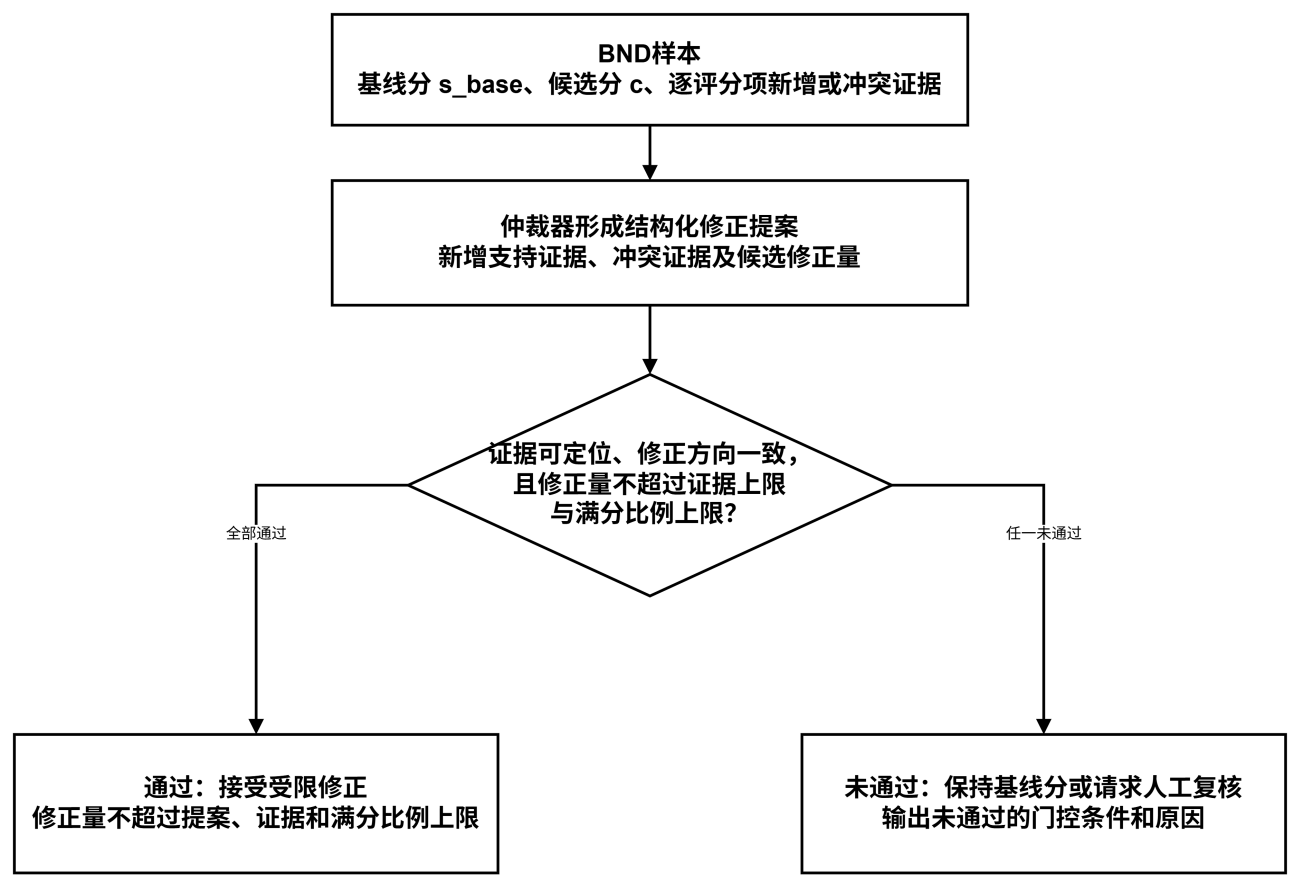 BND样本
基线分 s_base、候选分 c、逐评分项新增或冲突证据
仲裁器形成结构化修正提案
新增支持证据、冲突证据及候选修正量
证据可定位、修正方向一致，
且修正量不超过证据上限
与满分比例上限？
全部通过
任一未通过
通过：接受受限修正
修正量不超过提案、证据和满分比例上限
未通过：保持基线分或请求人工复核
输出未通过的门控条件和原因